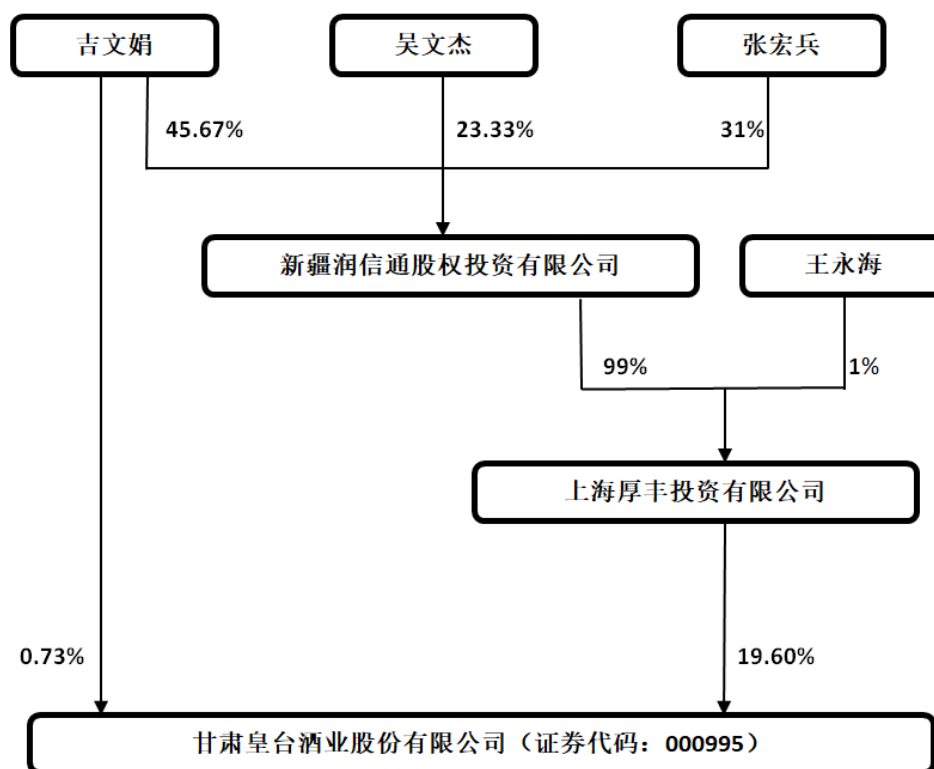 吉文娟
吴文杰
张宏兵
45.67%
23.33%
31%
新疆润信通股权投资有限公司
王永海
99%
1%
上海厚丰投资有限公司
0.73%
19.60%
甘肃皇台酒业股份有限公司（证券代码：000995）